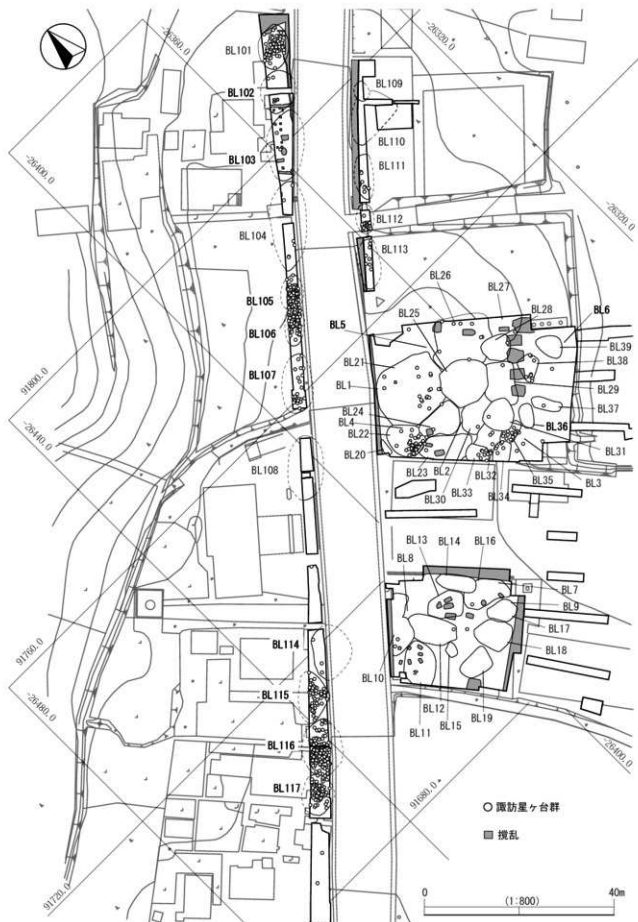 -26360.0
-26320.0
BL101
BL102
BL109
BL110
BL103
BL111
-26400.0
-26320.0
BL112
BL104
BL113
BL26
BL27
BL28
BL25
BL6
BL105
BL5
BL39
BL106
BL38
BL21
BL107
BL29
BL1
91800.0
BL37
BL24
-26440.0
BL4
BL36
BL22
BL31
BL20
BL108
BL23
BL2
BL32
BL35
BL3
BL30
BL33
BL34
BL13
BL14
BL16
BL8
BL7
BL9
BL17
91760.0
BL114
BL18
-26480.0
BL10
BL115
BL12
BL19
BL11
BL15
-26400.0
BL116
91680.0
BL117
諏訪星ヶ台群
撹乱
91720.0
0
40m
(1:800)